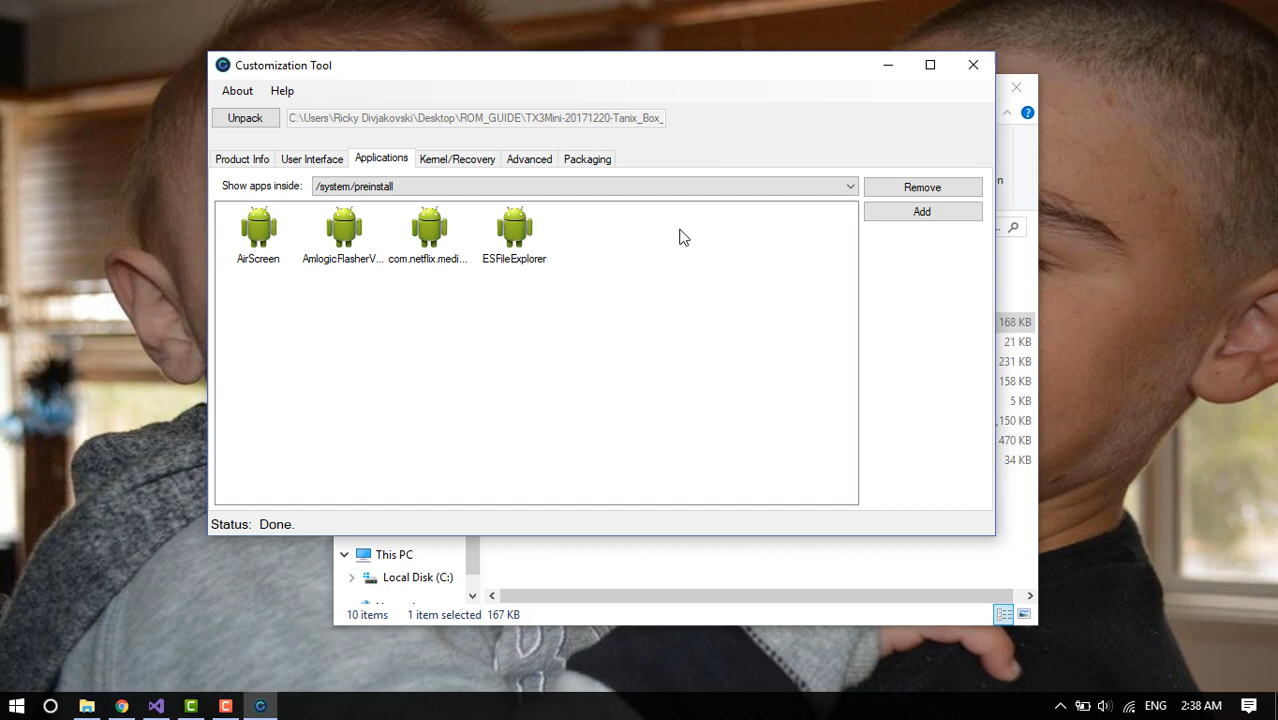 Customization Tool
About Help
Unpack C:\Users\Ricky Divjakovski\Desktop\ROM_GUIDE\TX3Mini-20171220-Tanix_Box_
Product Info User Interface Applications Kernel/Recovery Advanced Packaging
Show apps inside: /system/preinstall Remove
Add
AirScreen AmlogicFlasherV... com.netflix.medi... ESFileExplorer
168 KB
21 KB
231 KB
158 KB
5 KB
,150 KB
470 KB
34 KB
Status: Done.
This PC
Local Disk (C:)
10 items 1 item selected 167 KB
ENG 2:38 AM